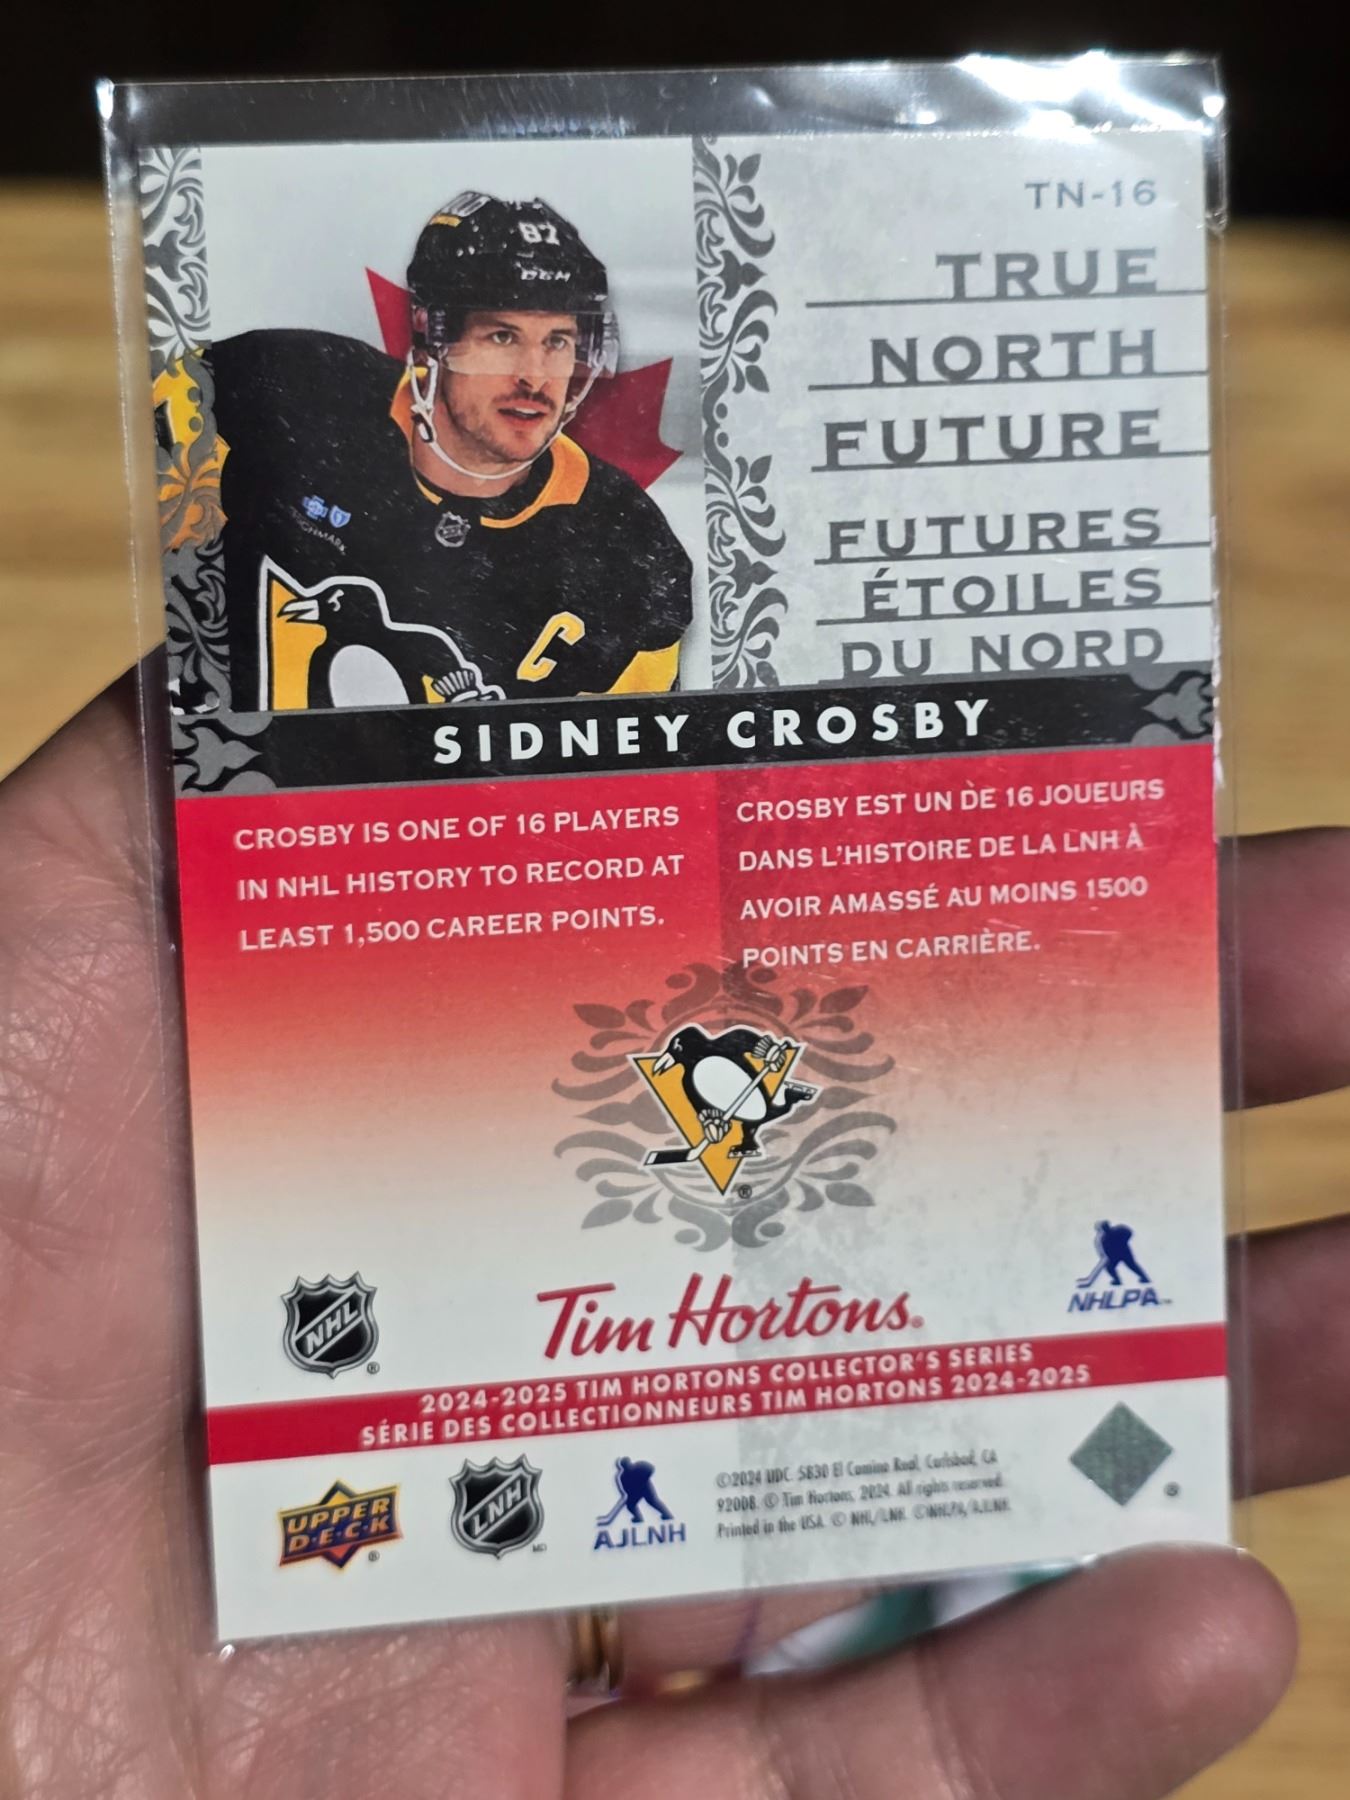 TN-16
TRUE
NORTH
FUTURE
FUTURES
ÉTOILES
DU NORD
87
CCM
C
SIDNEY CROSBY
CROSBY IS ONE OF 16 PLAYERS
IN NHL HISTORY TO RECORD AT
LEAST 1,500 CAREER POINTS.
CROSBY EST UN DE 16 JOUEURS
DANS L'HISTOIRE DE LA LNH À
AVOIR AMASSÉ AU MOINS 1500
POINTS EN CARRIÈRE.
®
NHL
®
Tim Hortons®
NHLPA™
2024-2025 TIM HORTONS COLLECTOR'S SERIES
SÉRIE DES COLLECTIONNEURS TIM HORTONS 2024-2025
UPPER
D·E·C·K
®
LNH
MD
AJLNH
©2024 UDC. 5830 El Camino Real, Carlsbad, CA
92008. © Tim Hortons, 2024. All rights reserved.
Printed in the USA. © NHL/LNH. ©NHLPA, AJLNH.
®